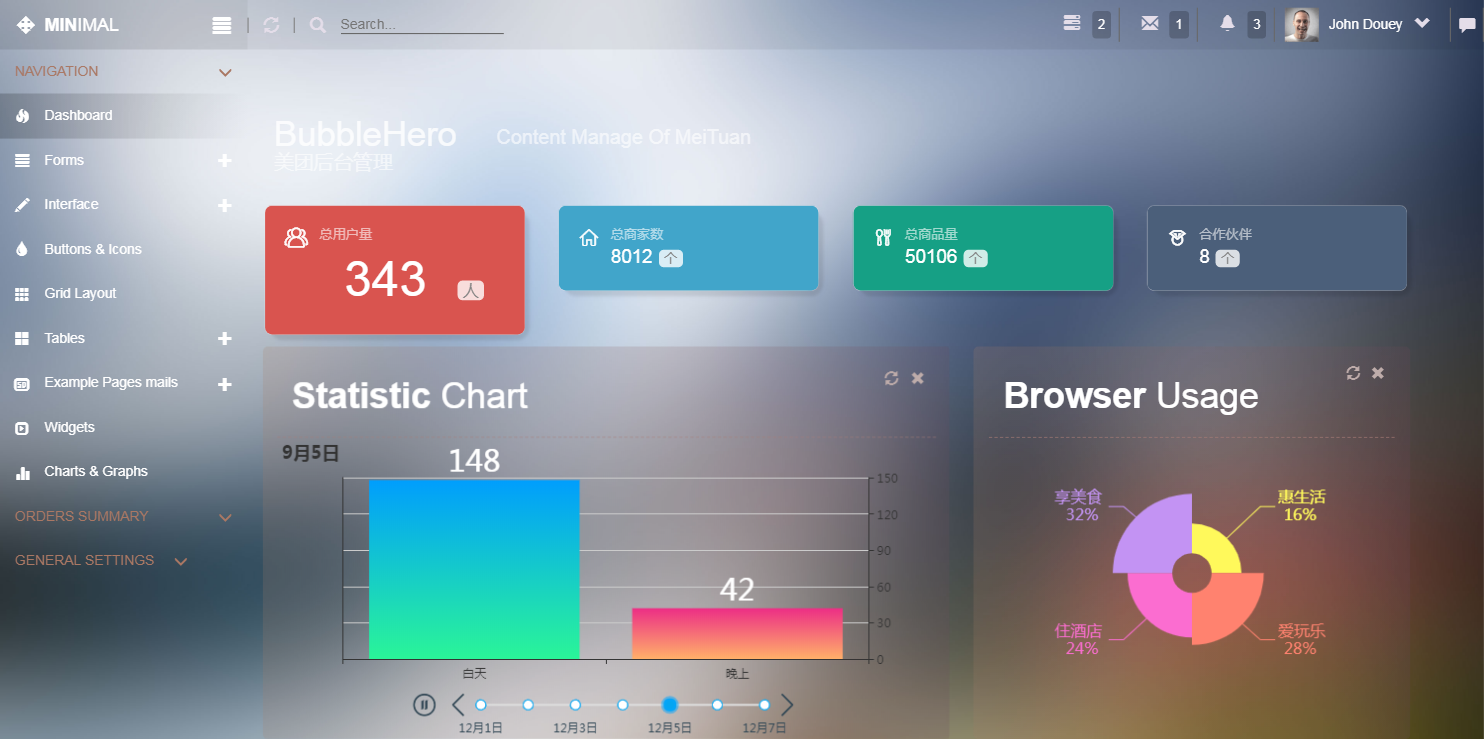 MINIMAL
Search...
2
1
3
John Douey
NAVIGATION
Dashboard
Forms
Interface
Buttons & Icons
Grid Layout
Tables
Example Pages mails
Widgets
Charts & Graphs
ORDERS SUMMARY
GENERAL SETTINGS
BubbleHero Content Manage Of MeiTuan
美团后台管理
总用户量
343 人
总商家数
8012 个
总商品量
50106 个
合作伙伴
8 个
Statistic Chart
9月5日
148
42
150
120
90
60
30
0
白天
晚上
12月1日
12月3日
12月5日
12月7日
Browser Usage
享美食
32%
惠生活
16%
住酒店
24%
爱玩乐
28%